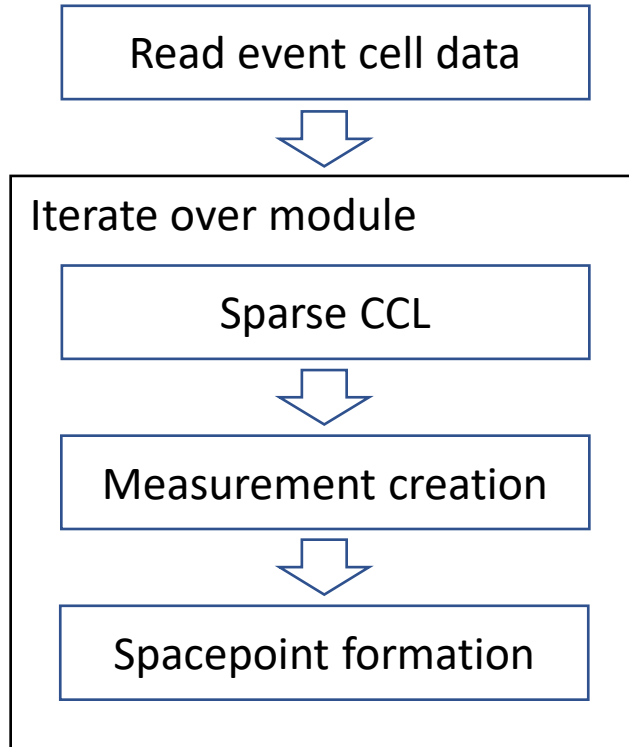 Read event cell data
Iterate over module
Sparse CCL
Measurement creation
Spacepoint formation